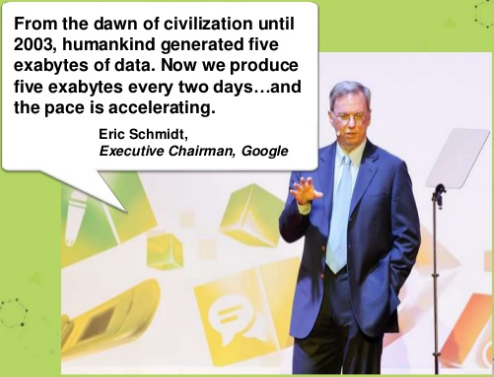 From the dawn of civilization until
2003, humankind generated five
exabytes of data. Now we produce
five exabytes every two days…and
the pace is accelerating.
Eric Schmidt,
Executive Chairman, Google